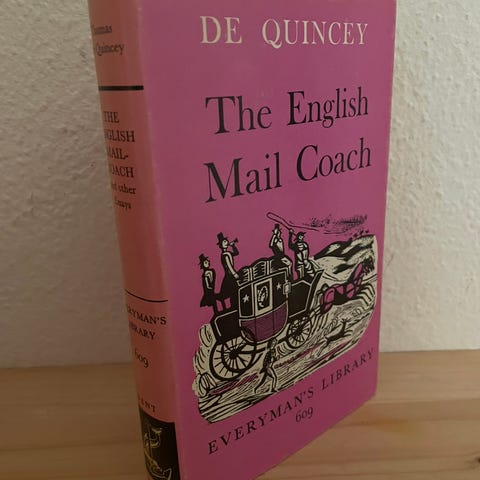 Thomas
Quincey
THE
ENGLISH
MAIL-
COACH
and other
Essays
EVERYMAN'S
LIBRARY
609
DENT
DE QUINCEY
The English
Mail Coach
EVERYMAN'S LIBRARY
609